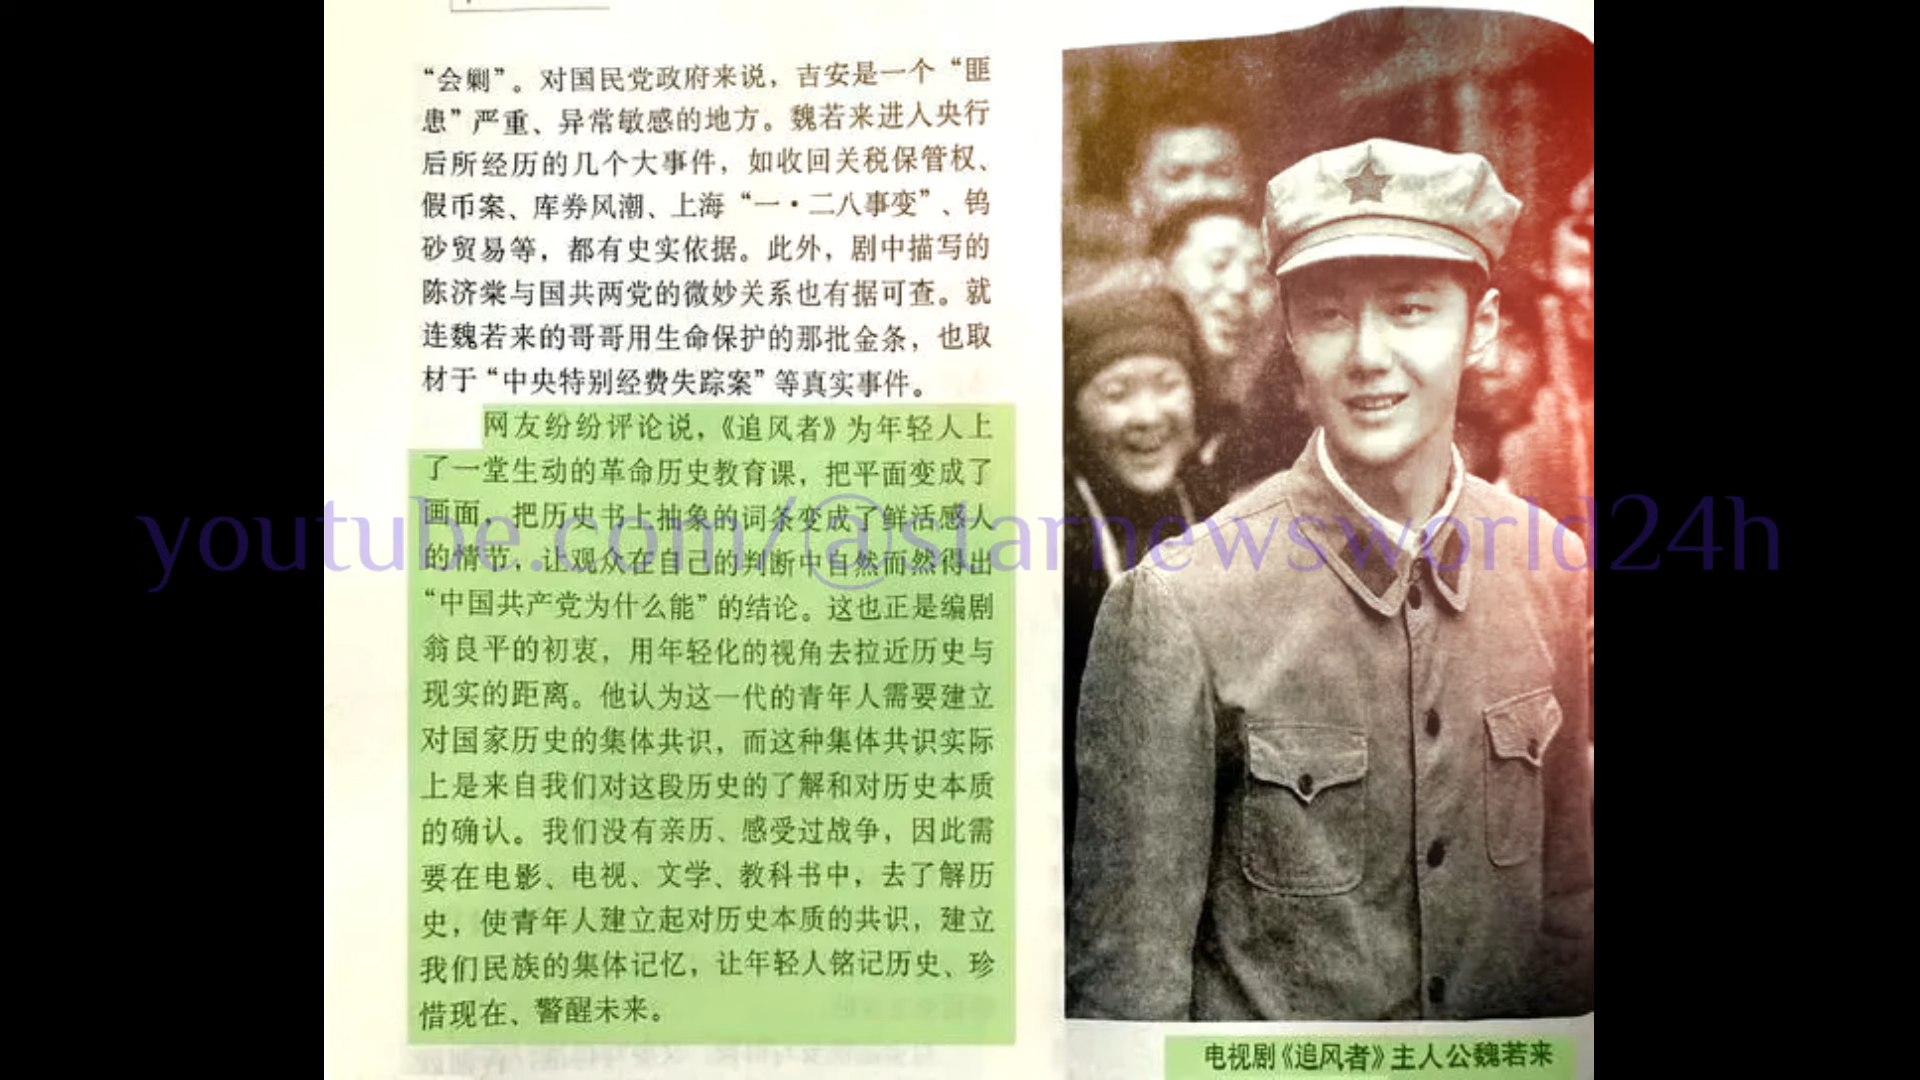 “会剿”。对国民党政府来说，吉安是一个“匪
患”严重、异常敏感的地方。魏若来进入央行
后所经历的几个大事件，如收回关税保管权、
假币案、库券风潮、上海“一·二八事变”、钨
砂贸易等，都有史实依据。此外，剧中描写的
陈济棠与国共两党的微妙关系也有据可查。就
连魏若来的哥哥用生命保护的那批金条，也取
材于“中央特别经费失踪案”等真实事件。
网友纷纷评论说，《追风者》为年轻人上
了一堂生动的革命历史教育课，把平面变成了
画面，把历史书上抽象的词条变成了鲜活感人
的情节，让观众在自己的判断中自然而然得出
“中国共产党为什么能”的结论。这也正是编剧
翁良平的初衷，用年轻化的视角去拉近历史与
现实的距离。他认为这一代的青年人需要建立
对国家历史的集体共识，而这种集体共识实际
上是来自我们对这段历史的了解和对历史本质
的确认。我们没有亲历、感受过战争，因此需
要在电影、电视、文学、教科书中，去了解历
史，使青年人建立起对历史本质的共识，建立
我们民族的集体记忆，让年轻人铭记历史、珍
惜现在、警醒未来。
电视剧《追风者》主人公魏若来
youtube.com/@starnewsworld24h